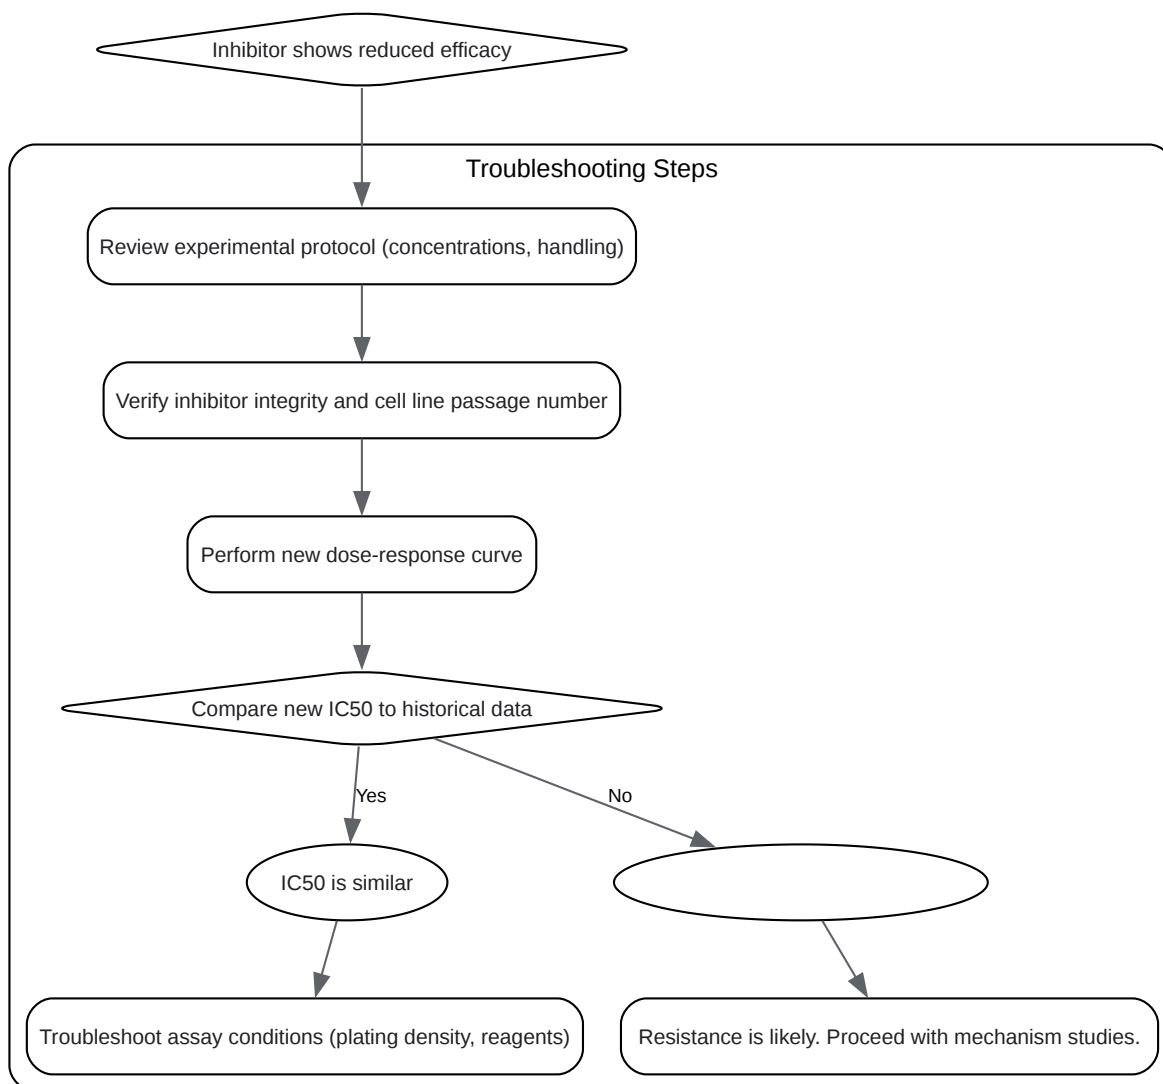 Inhibitor shows reduced efficacy
Troubleshooting Steps
Review experimental protocol (concentrations, handling)
Verify inhibitor integrity and cell line passage number
Perform new dose-response curve
Compare new IC50 to historical data
Yes
No
IC50 is similar
Troubleshoot assay conditions (plating density, reagents)
Resistance is likely. Proceed with mechanism studies.